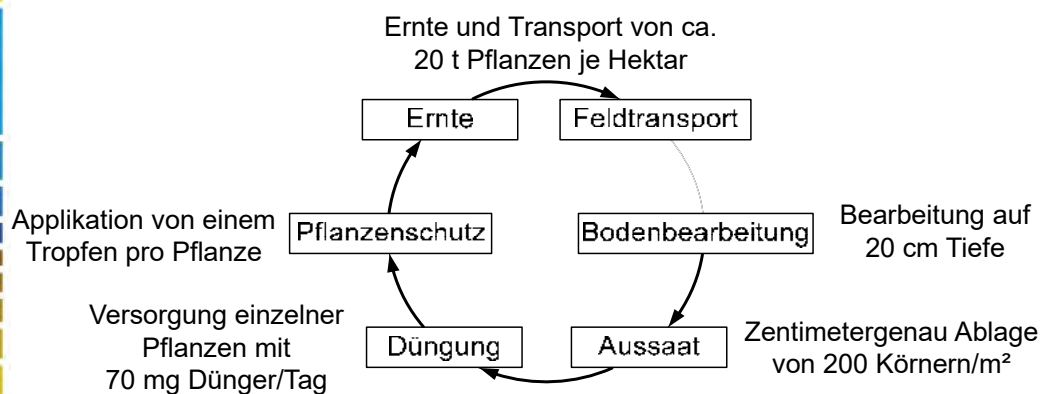 Ernte und Transport von ca.
20 t Pflanzen je Hektar
Ernte
Feldtransport
Applikation von einem
Tropfen pro Pflanze
Pflanzenschutz
Bodenbearbeitung
Bearbeitung auf
20 cm Tiefe
Versorgung einzelner
Pflanzen mit
70 mg Dünger/Tag
Düngung
Aussaat
Zentimetergenau Ablage
von 200 Körnern/m²